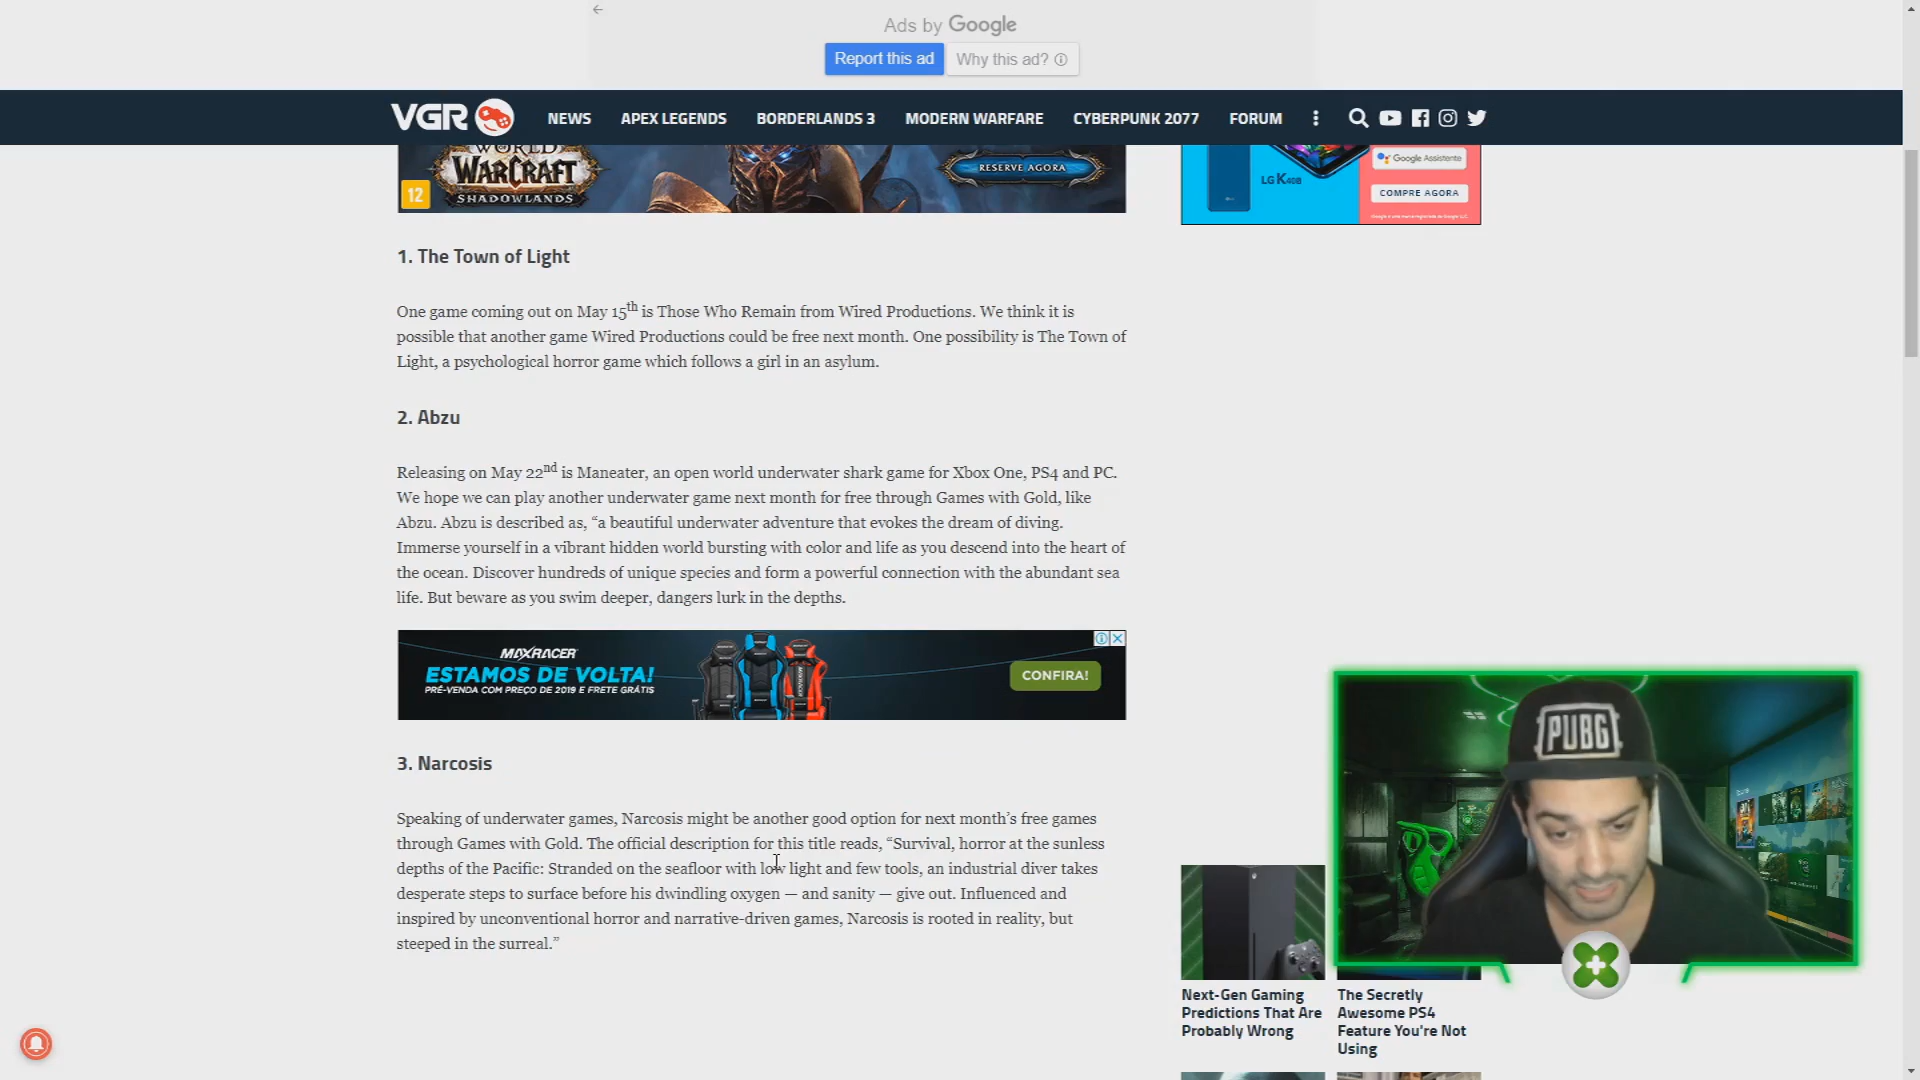 Ads by Google
Report this ad
Why this ad?
VGR
NEWS
APEX LEGENDS
BORDERLANDS 3
MODERN WARFARE
CYBERPUNK 2077
FORUM
WORLD
WARCRAFT
SHADOWLANDS
12
RESERVE AGORA
LG K40S
Google Assistente
COMPRE AGORA
1. The Town of Light
One game coming out on May 15th is Those Who Remain from Wired Productions. We think it is
possible that another game Wired Productions could be free next month. One possibility is The Town of
Light, a psychological horror game which follows a girl in an asylum.
2. Abzu
Releasing on May 22nd is Maneater, an open world underwater shark game for Xbox One, PS4 and PC.
We hope we can play another underwater game next month for free through Games with Gold, like
Abzu. Abzu is described as, “a beautiful underwater adventure that evokes the dream of diving.
Immerse yourself in a vibrant hidden world bursting with color and life as you descend into the heart of
the ocean. Discover hundreds of unique species and form a powerful connection with the abundant sea
life. But beware as you swim deeper, dangers lurk in the depths.
MAXRACER
ESTAMOS DE VOLTA!
PRÉ-VENDA COM PREÇO DE 2019 E FRETE GRÁTIS
CONFIRA!
3. Narcosis
Speaking of underwater games, Narcosis might be another good option for next month’s free games
through Games with Gold. The official description for this title reads, “Survival, horror at the sunless
depths of the Pacific: Stranded on the seafloor with low light and few tools, an industrial diver takes
desperate steps to surface before his dwindling oxygen — and sanity — give out. Influenced and
inspired by unconventional horror and narrative-driven games, Narcosis is rooted in reality, but
steeped in the surreal.”
PUBG
Next-Gen Gaming
Predictions That Are
Probably Wrong
The Secretly
Awesome PS4
Feature You're Not
Using